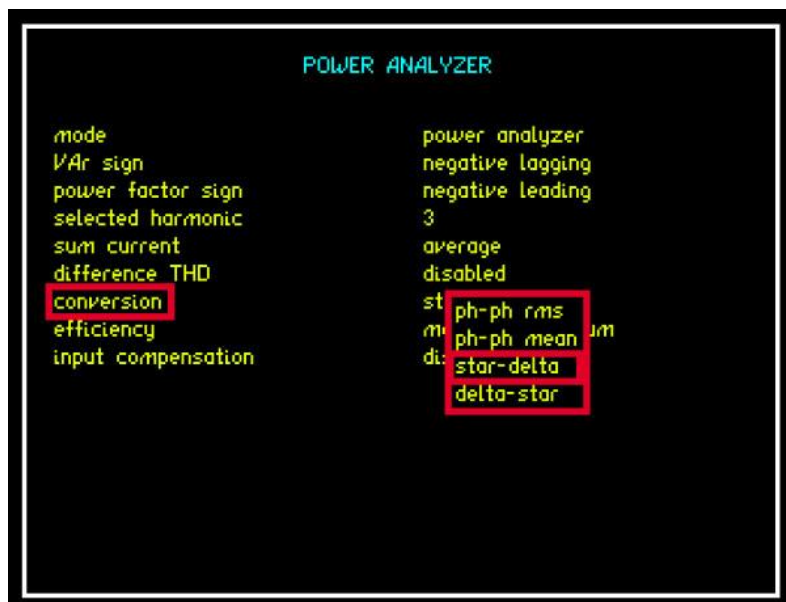 POWER ANALYZER
mode power analyzer
VAr sign negative lagging
power factor sign negative leading
selected harmonic 3
sum current average
difference THD disabled
conversion
ph-ph rms
efficiency
ph-ph mean
input compensation
star-delta
delta-star